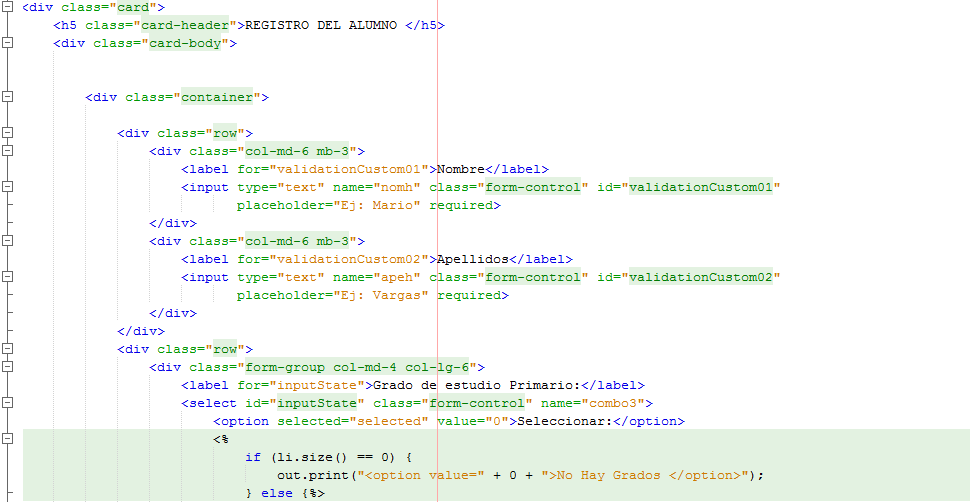 <div class="card">
<h5 class="card-header">REGISTRO DEL ALUMNO </h5>
<div class="card-body">
<div class="container">
<div class="row">
<div class="col-md-6 mb-3">
<label for="validationCustom01">Nombre</label>
<input type="text" name="nomh" class="form-control" id="validationCustom01"
placeholder="Ej: Mario" required>
</div>
<div class="col-md-6 mb-3">
<label for="validationCustom02">Apellidos</label>
<input type="text" name="apeh" class="form-control" id="validationCustom02"
placeholder="Ej: Vargas" required>
</div>
</div>
<div class="row">
<div class="form-group col-md-4 col-lg-6">
<label for="inputState">Grado de estudio Primario:</label>
<select id="inputState" class="form-control" name="combo3">
<option selected="selected" value="0">Seleccionar:</option>
<%
if (li.size() == 0) {
out.print("<option value=" + 0 + ">No Hay Grados </option>");
} else {%>